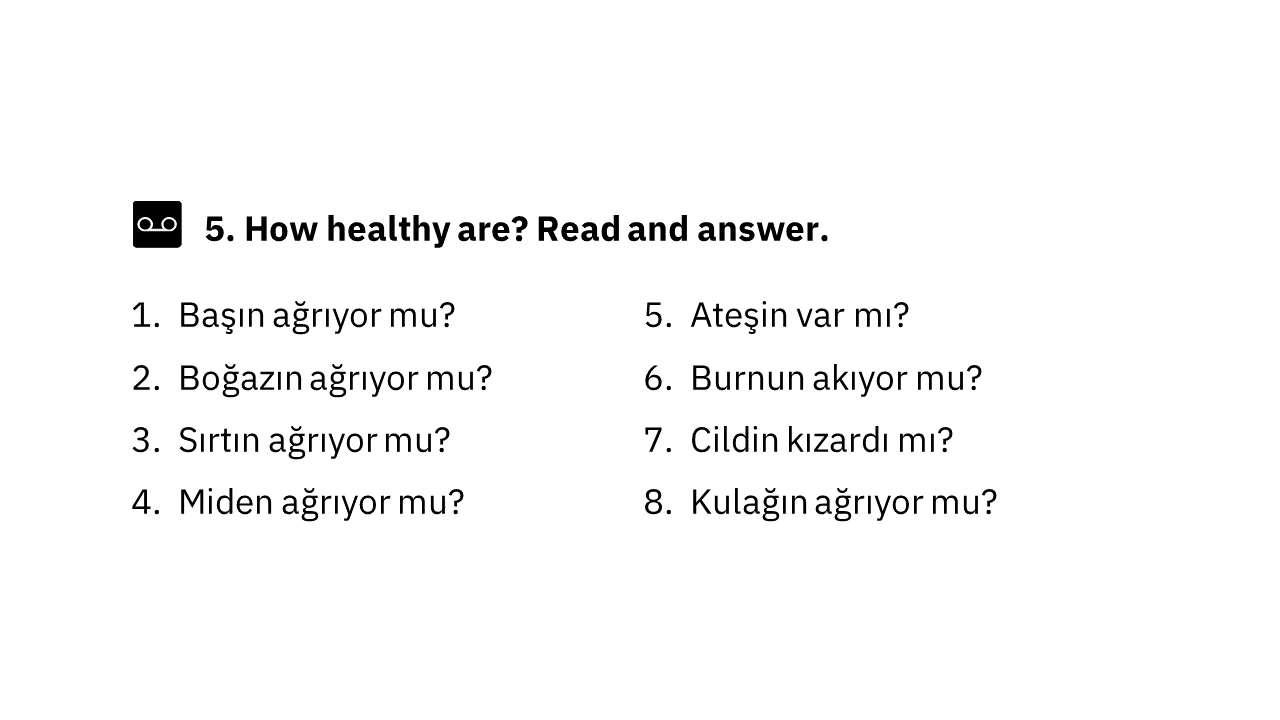 5. How healthy are? Read and answer.
1. Başın ağrıyor mu?
2. Boğazın ağrıyor mu?
3. Sırtın ağrıyor mu?
4. Miden ağrıyor mu?
5. Ateşin var mı?
6. Burnun akıyor mu?
7. Cildin kızardı mı?
8. Kulağın ağrıyor mu?